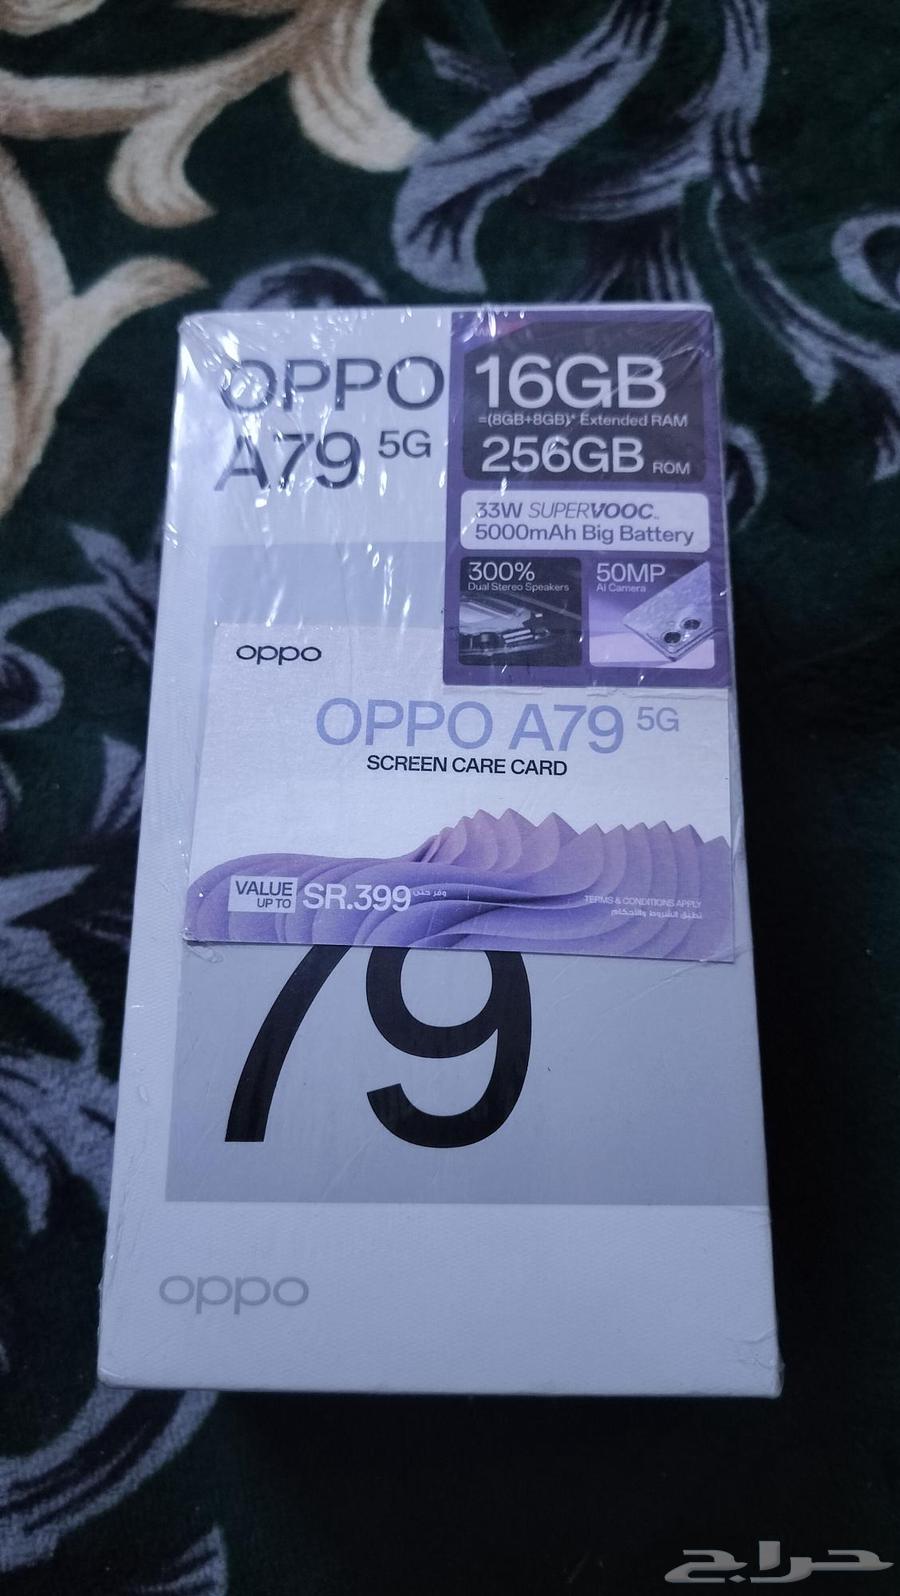 OPPO
A79 5G
16GB
=(8GB+8GB)* Extended RAM
256GB ROM
33W SUPERVOOC™
5000mAh Big Battery
300%
Dual Stereo Speakers
50MP
AI Camera
oppo
OPPO A79 5G
SCREEN CARE CARD
VALUE
UP TO
SR.399
وفر حتى
TERMS & CONDITIONS APPLY
تطبق الشروط والأحكام
79
oppo
حراج